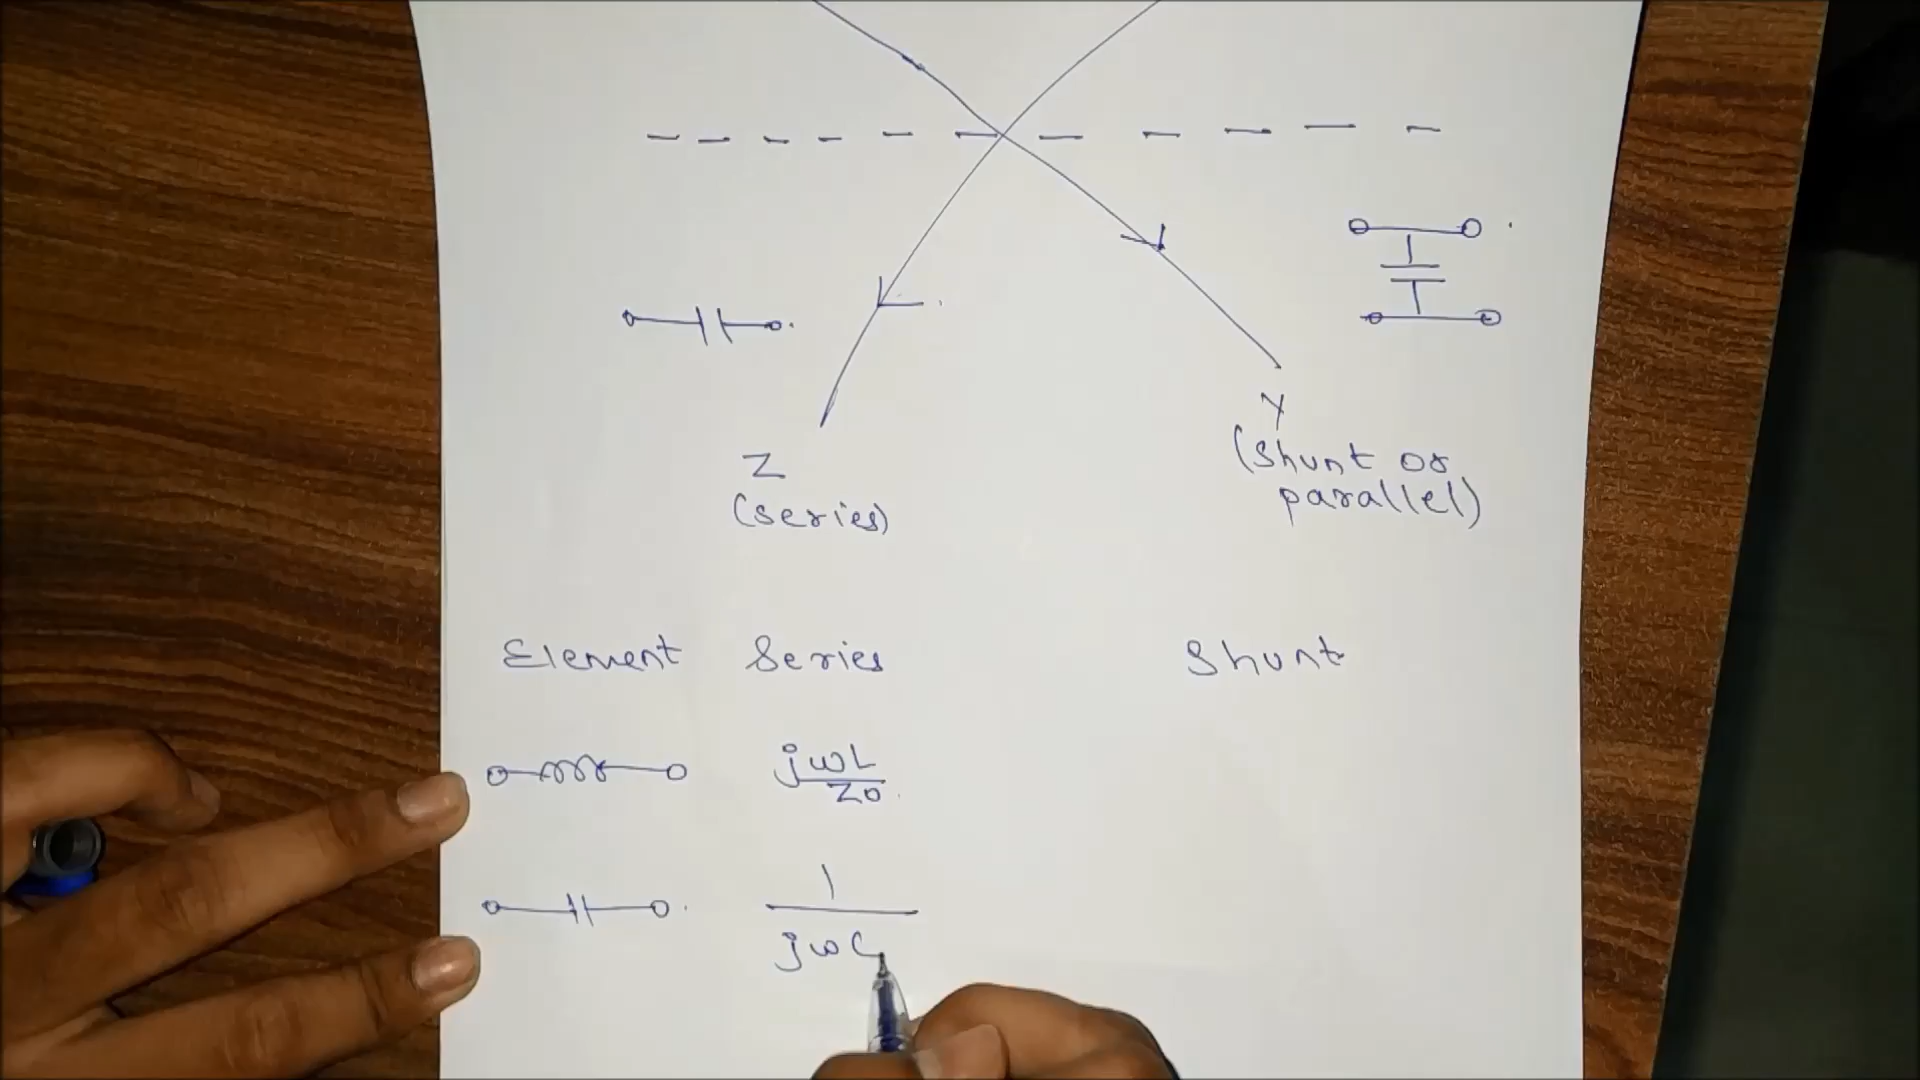 Z
(series)
Y
(shunt or
parallel)
Element Series Shunt
jωL
Z0
1
jωC